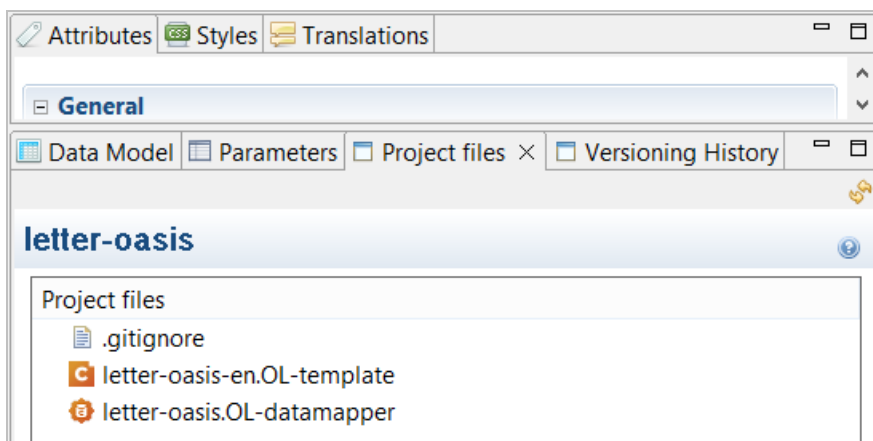 Attributes CSS Styles Translations
General
Data Model Parameters Project files Versioning History
letter-oasis
Project files
.gitignore
C letter-oasis-en.OL-template
a letter-oasis.OL-datamapper